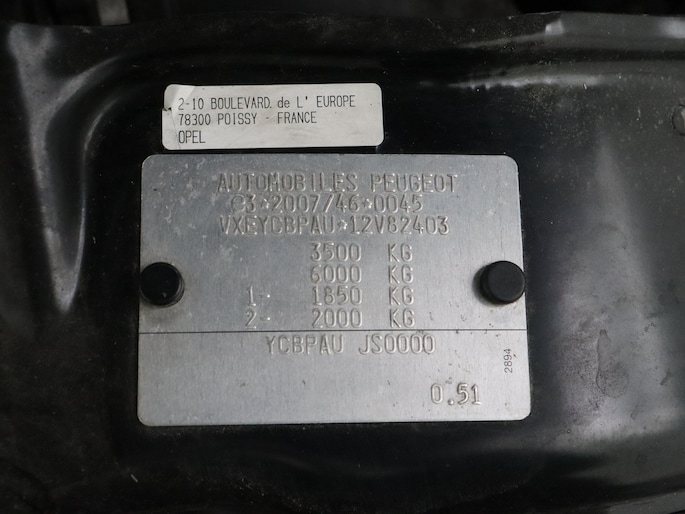 2-10 BOULEVARD. de L' EUROPE
78300 POISSY - FRANCE
OPEL
AUTOMOBILES PEUGEOT
e3*2007/46*0045
VXEYCBPAU*12V82403
3500 KG
6000 KG
1- 1850 KG
2- 2000 KG
YCBPAU JS0000
2894
0.51